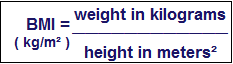 BMI = weight in kilograms
( kg/m² ) height in meters²